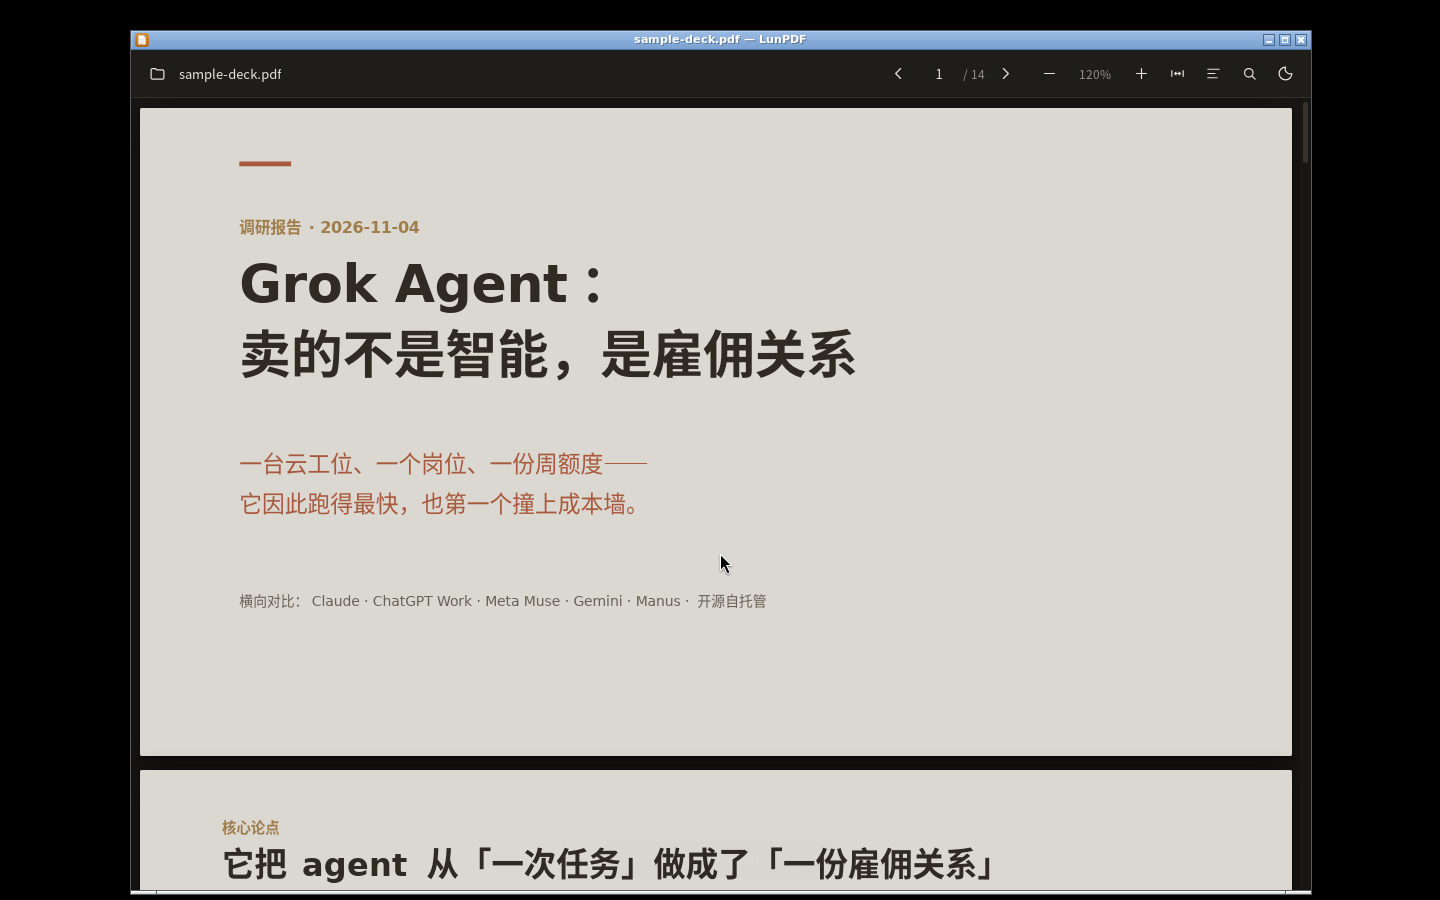 sample-deck.pdf — LunPDF
sample-deck.pdf
1 / 14
120%
调研报告 · 2026-11-04
Grok Agent：
卖的不是智能，是雇佣关系
一台云工位、一个岗位、一份周额度——
它因此跑得最快，也第一个撞上成本墙。
横向对比： Claude · ChatGPT Work · Meta Muse · Gemini · Manus · 开源自托管
核心论点
它把 agent 从「一次任务」做成了「一份雇佣关系」